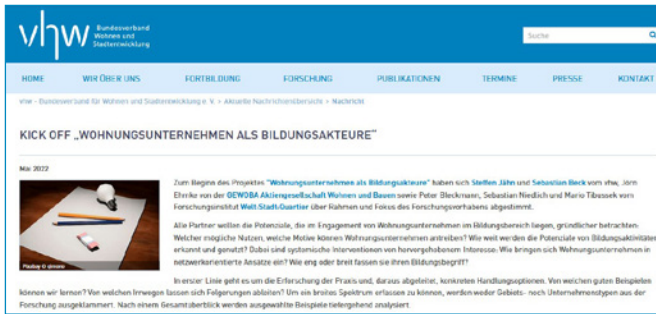 vhw Bundesverband
Wohnen und
Stadtentwicklung
Suche
HOME WIR ÜBER UNS FORTBILDUNG FORSCHUNG PUBLIKATIONEN TERMINE PRESSE KONTAKT
vhw - Bundesverband für Wohnen und Stadtentwicklung e. V. > Aktuelle Nachrichtenübersicht > Nachricht
KICK OFF „WOHNUNGSUNTERNEHMEN ALS BILDUNGSAKTEURE“
Mai 2022
Zum Beginn des Projektes "Wohnungsunternehmen als Bildungsakteure" haben sich Steffen Jähn und Sebastian Beck vom vhw, Jörn
Ehmke von der GEWOBA Aktiengesellschaft Wohnen und Bauen sowie Peter Bleckmann, Sebastian Niedlich und Mario Tibussek vom
Forschungsinstitut Welt:Stadt:Quartier über Rahmen und Fokus des Forschungsvorhabens abgestimmt.
Alle Partner wollen die Potenziale, die im Engagement von Wohnungsunternehmen im Bildungsbereich liegen, gründlicher betrachten:
Welcher mögliche Nutzen, welche Motive können Wohnungsunternehmen antreiben? Wie weit werden die Potenziale von Bildungsaktivitäten
erkannt und genutzt? Dabei sind systemische Interventionen von hervorgehobenem Interesse: Wie bringen sich Wohnungsunternehmen in
netzwerkorientierte Ansätze ein? Wie eng oder breit fassen sie ihren Bildungsbegriff?
Pixabay ©
In erster Linie geht es um die Erforschung der Praxis und, daraus abgeleitet, konkreten Handlungsoptionen. Von welchen guten Beispielen
können wir lernen? Von welchen Irrwegen lassen sich Folgerungen ableiten? Um ein breites Spektrum erfassen zu können, werden weder Gebiets- noch Unternehmenstypen aus der
Forschung ausgeklammert. Nach einem Gesamtüberblick werden ausgewählte Beispiele tiefergehend analysiert.